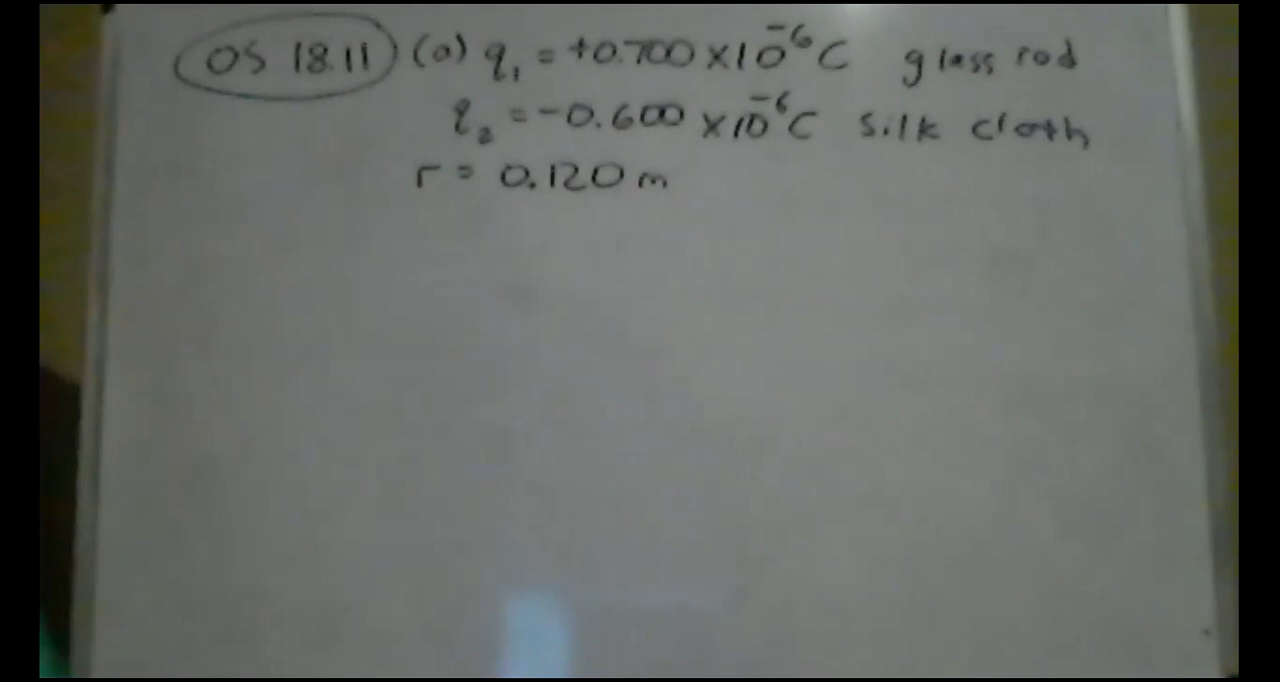 OS 18.11 (a) q₁ = +0.700 × 10⁻⁶ C glass rod
q₂ = -0.600 × 10⁻⁶ C silk cloth
r = 0.120 m